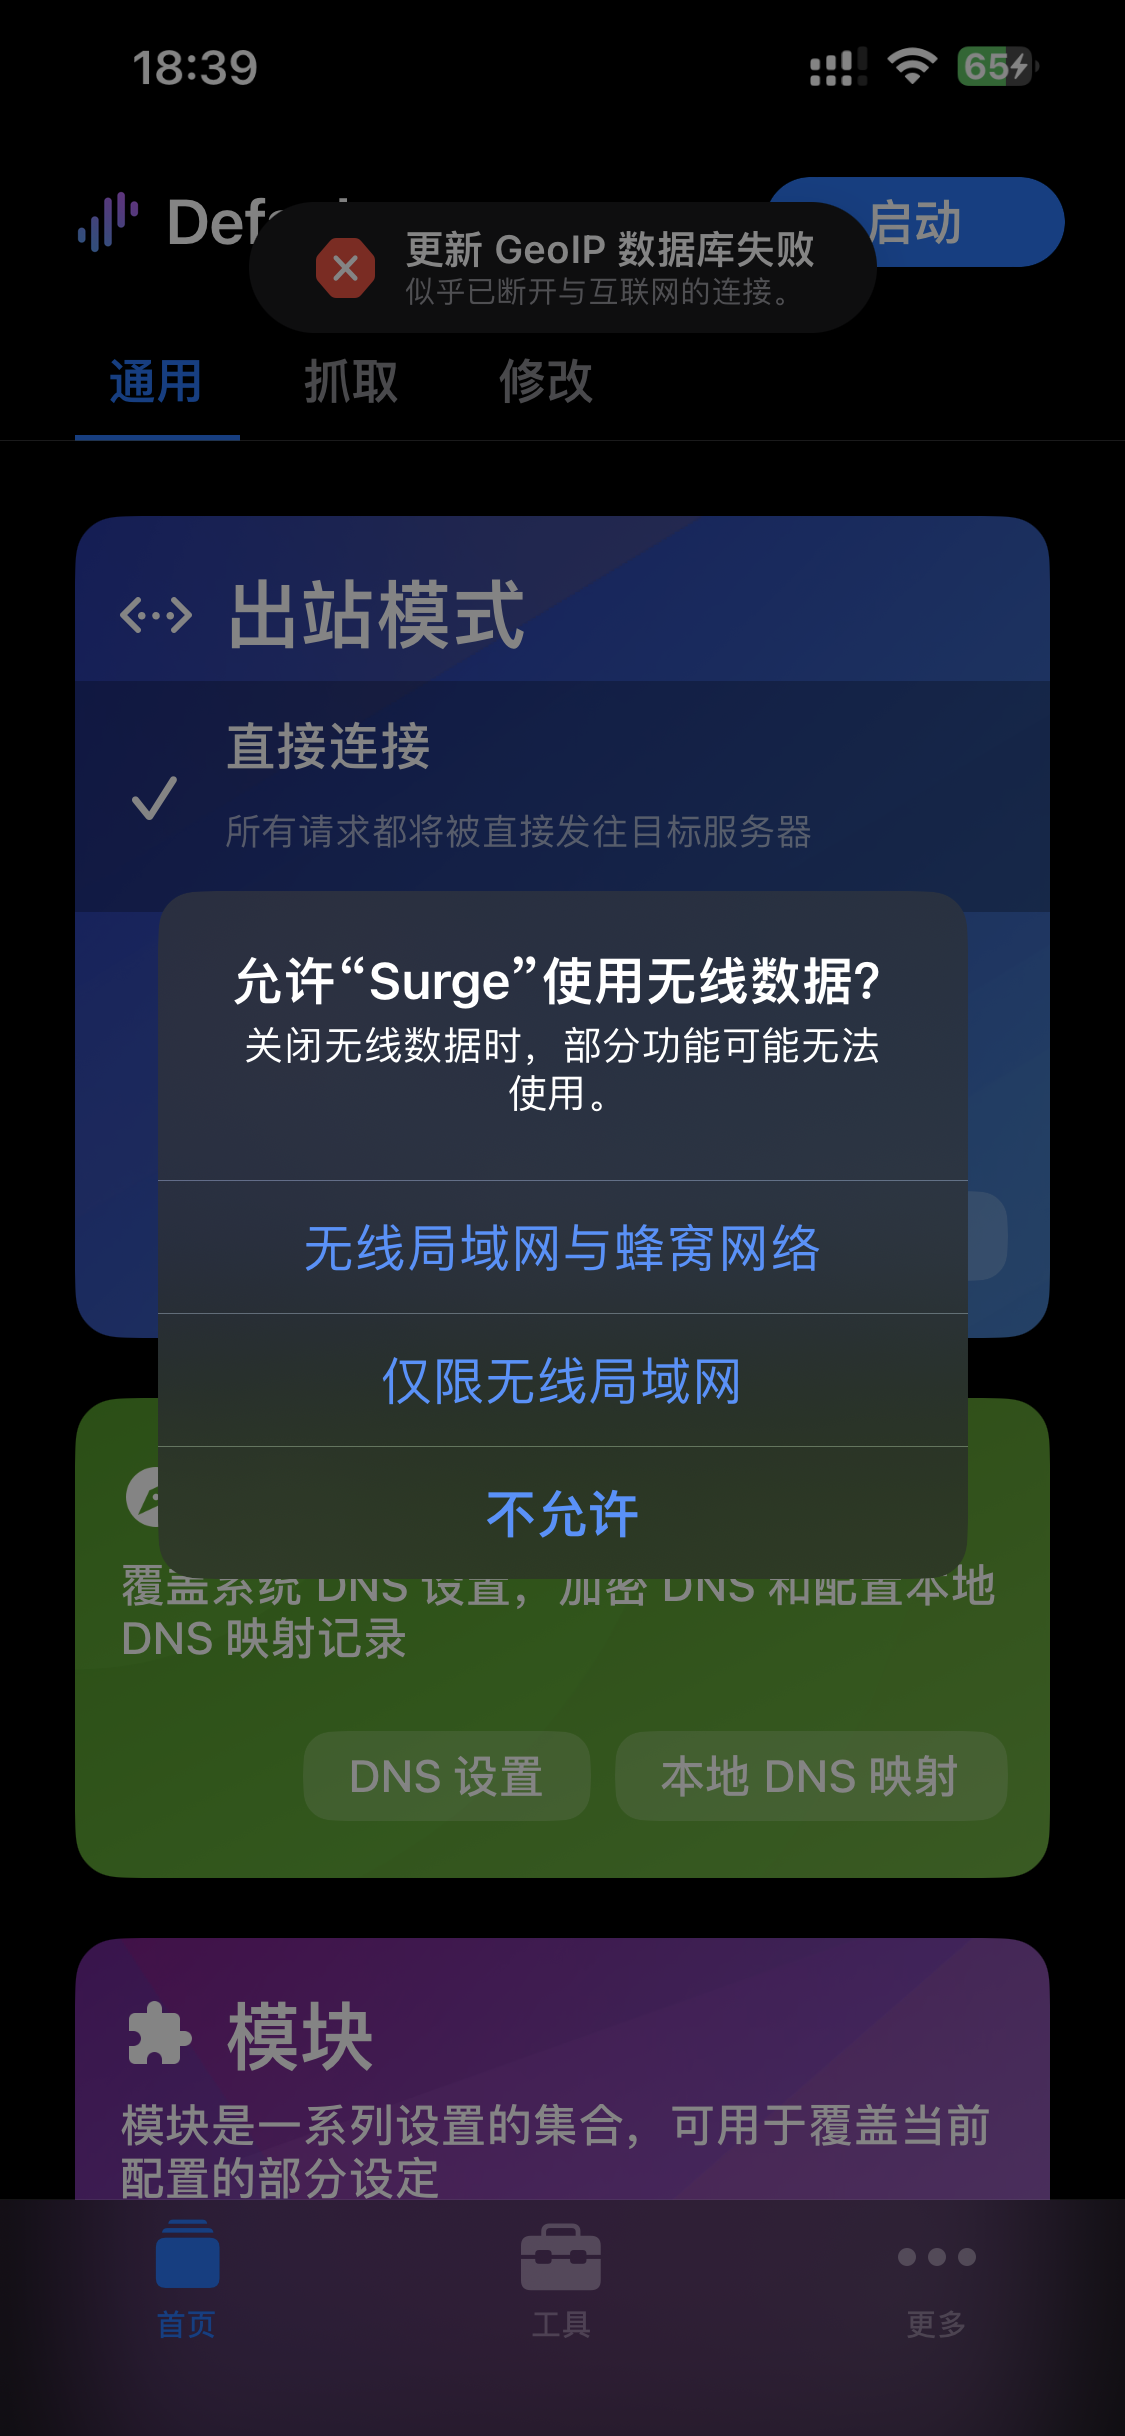 18:39
65
启动
更新 GeoIP 数据库失败
似乎已断开与互联网的连接。
通用
抓取
修改
出站模式
直接连接
所有请求都将被直接发往目标服务器
允许“Surge”使用无线数据?
关闭无线数据时，部分功能可能无法
使用。
无线局域网与蜂窝网络
仅限无线局域网
不允许
覆盖系统 DNS 设置，加密 DNS 和配置本地
DNS 映射记录
DNS 设置
本地 DNS 映射
模块
模块是一系列设置的集合，可用于覆盖当前
配置的部分设定
首页
工具
更多